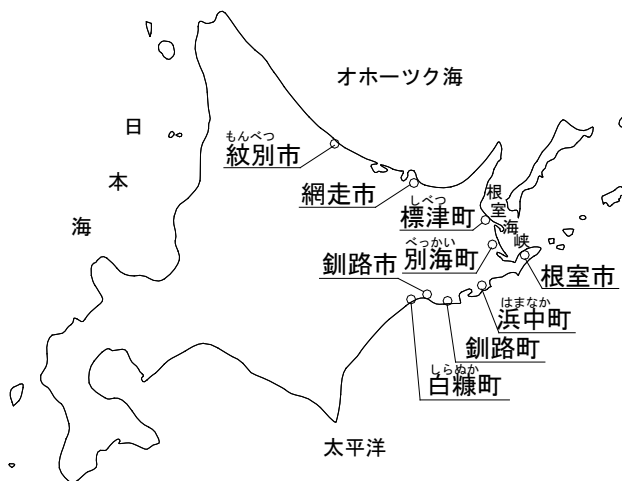 オホーツク海
日本海
もんべつ
紋別市
網走市
しべつ
標津町
根室海峡
べっかい
別海町
釧路市
根室市
はまなか
浜中町
釧路町
しらぬか
白糠町
太平洋